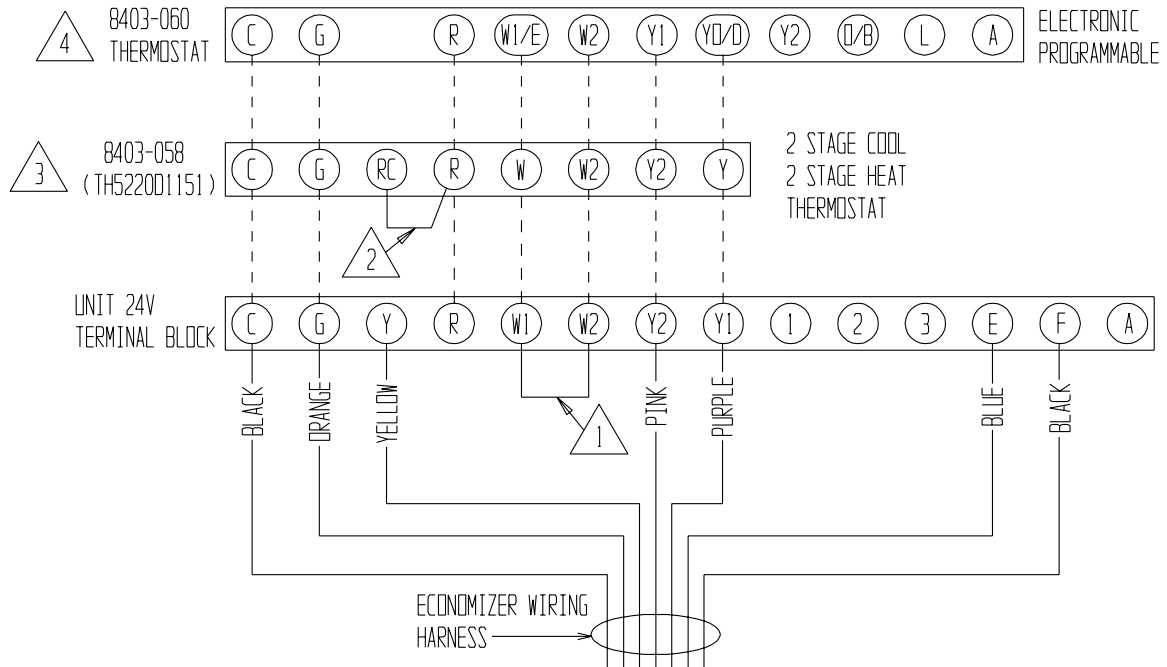 8403-060
THERMOSTAT
4
C G R W1/E W2 Y1 YO/D Y2 O/B L A
ELECTRONIC
PROGRAMMABLE
8403-058
(TH5220D1151)
3
C G RC R W W2 Y2 Y
2 STAGE COOL
2 STAGE HEAT
THERMOSTAT
2
UNIT 24V
TERMINAL BLOCK
C G Y R W1 W2 Y2 Y1 1 2 3 E F A
BLACK ORANGE YELLOW PINK PURPLE BLUE BLACK
1
ECONOMIZER WIRING
HARNESS